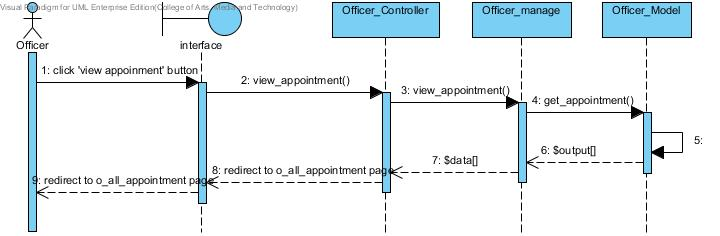 Visual Paradigm for UML Enterprise Edition(College of Arts, Media and Technology)
Officer
interface
Officer_Controller
Officer_manage
Officer_Model
1: click 'view appoinment' button
2: view_appointment()
3: view_appointment()
4: get_appointment()
5:
6: $output[]
7: $data[]
8: redirect to o_all_appointment page
9: redirect to o_all_appointment page